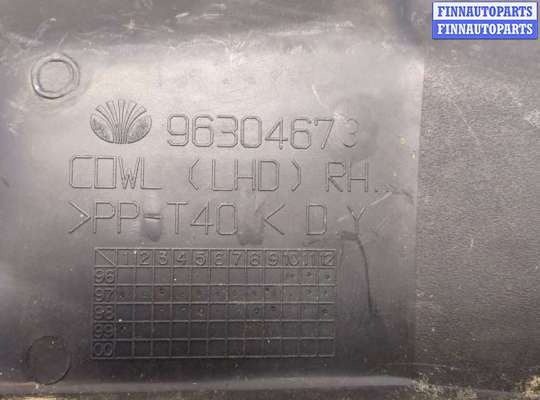 FINNAUTOPARTS
FINNAUTOPARTS
96304673
COWL (LHD) RH..
>PP-T40< D Y
1 2 3 4 5 6 7 8 9 10 11 12
96
97
98
99
00